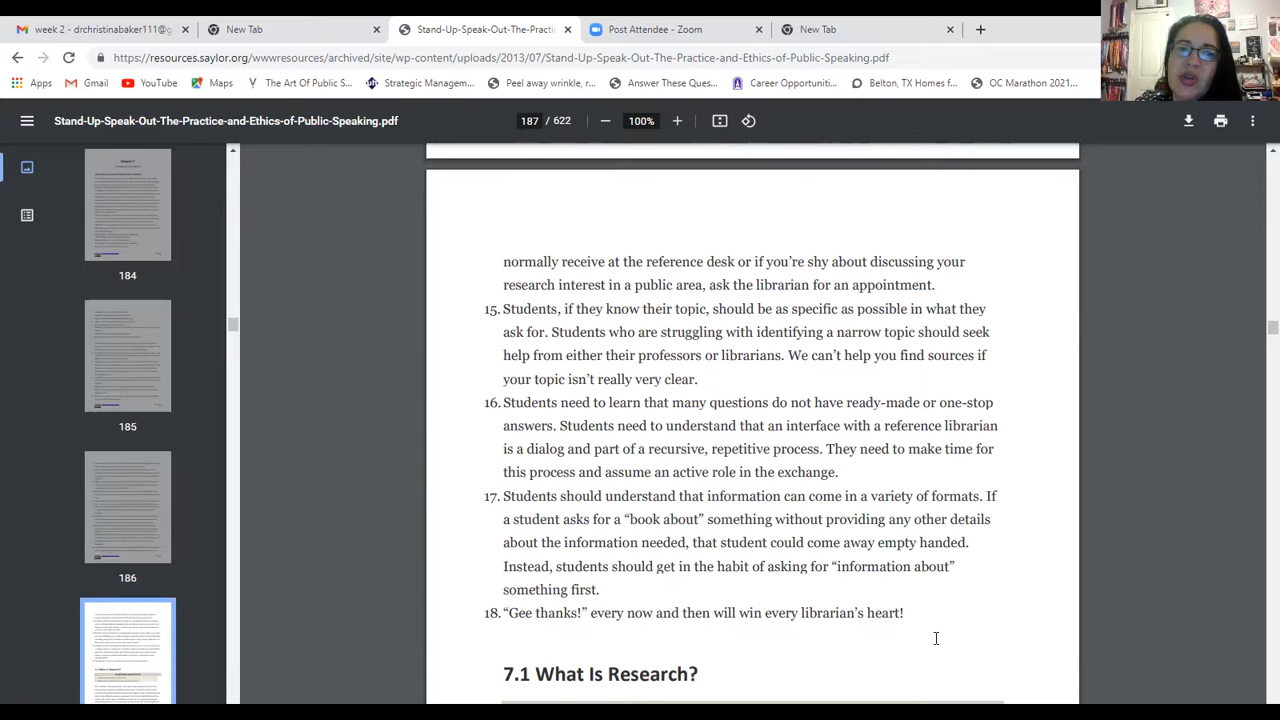 week 2 - drchristinabaker111@g
New Tab
Stand-Up-Speak-Out-The-Practic
Post Attendee - Zoom
New Tab
https://resources.saylor.org/wwwresources/archived/site/wp-content/uploads/2013/07/Stand-Up-Speak-Out-The-Practice-and-Ethics-of-Public-Speaking.pdf
Apps
Gmail
YouTube
Maps
The Art Of Public S...
Strategic Managem...
Peel away wrinkle, r...
Answer These Ques...
Career Opportuniti...
Belton, TX Homes f...
OC Marathon 2021...
Stand-Up-Speak-Out-The-Practice-and-Ethics-of-Public-Speaking.pdf
187 / 622
100%
184
185
186
normally receive at the reference desk or if you’re shy about discussing your
research interest in a public area, ask the librarian for an appointment.
15. Students, if they know their topic, should be as specific as possible in what they
ask for. Students who are struggling with identifying a narrow topic should seek
help from either their professors or librarians. We can’t help you find sources if
your topic isn’t really very clear.
16. Students need to learn that many questions do not have ready-made or one-stop
answers. Students need to understand that an interface with a reference librarian
is a dialog and part of a recursive, repetitive process. They need to make time for
this process and assume an active role in the exchange.
17. Students should understand that information can come in a variety of formats. If
a student asks for a “book about” something without providing any other details
about the information needed, that student could come away empty handed.
Instead, students should get in the habit of asking for “information about”
something first.
18. “Gee thanks!” every now and then will win every librarian’s heart!
7.1 What Is Research?